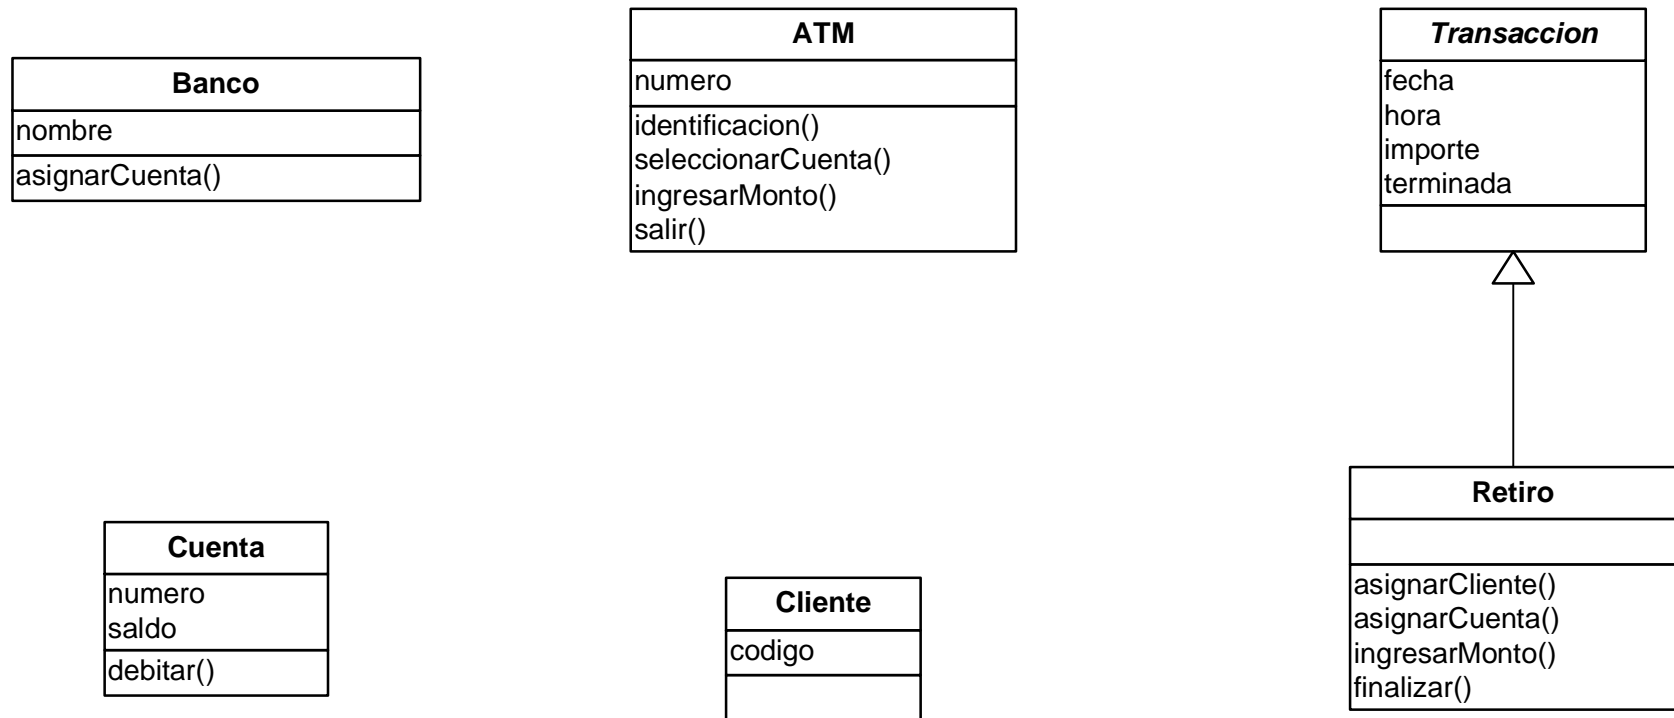 Banco
nombre
asignarCuenta()
ATM
numero
identificacion()
seleccionarCuenta()
ingresarMonto()
salir()
Transaccion
fecha
hora
importe
terminada
Cuenta
numero
saldo
debitar()
Cliente
codigo
Retiro
asignarCliente()
asignarCuenta()
ingresarMonto()
finalizar()